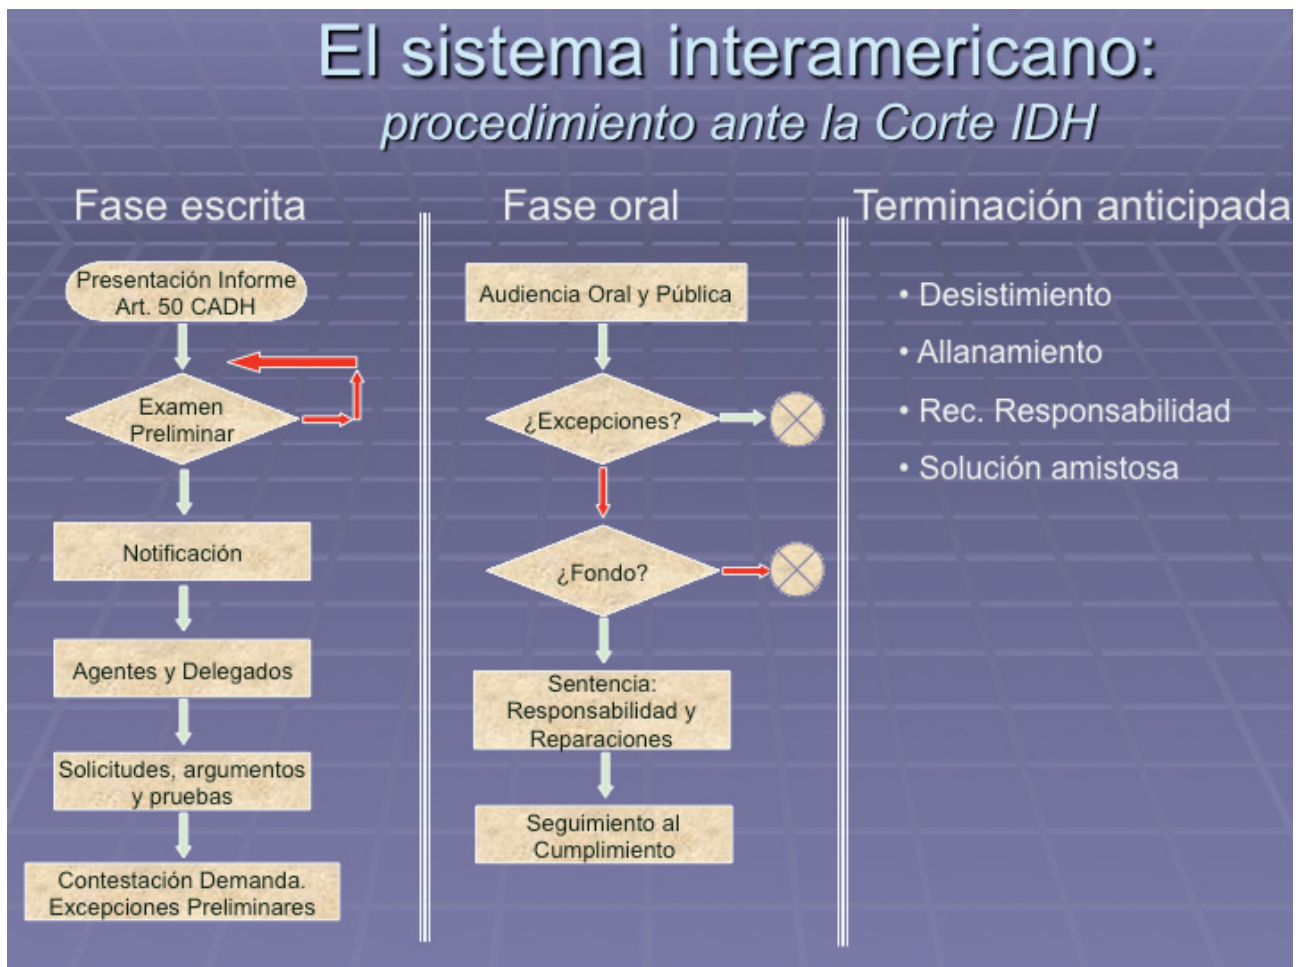 El sistema interamericano:
procedimiento ante la Corte IDH
Fase escrita
Presentación Informe
Art. 50 CADH
Examen
Preliminar
Notificación
Agentes y Delegados
Solicitudes, argumentos
y pruebas
Contestación Demanda.
Excepciones Preliminares
Fase oral
Audiencia Oral y Pública
¿Excepciones?
¿Fondo?
Sentencia:
Responsabilidad y
Reparaciones
Seguimiento al
Cumplimiento
Terminación anticipada
• Desistimiento
• Allanamiento
• Rec. Responsabilidad
• Solución amistosa